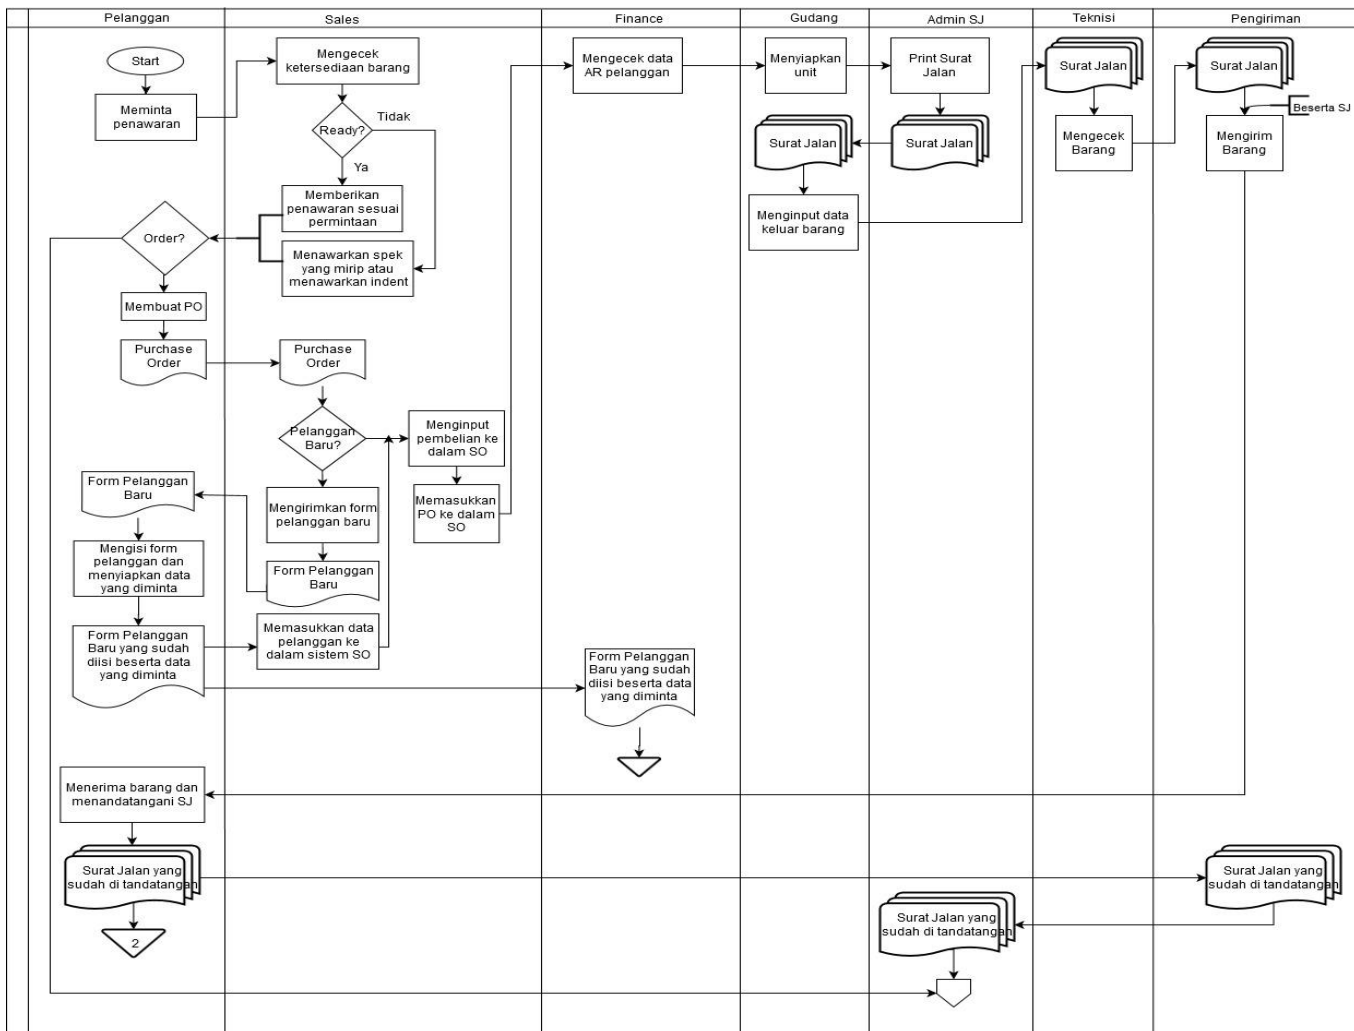 Pelanggan
Sales
Finance
Gudang
Admin SJ
Teknisi
Pengiriman
Start
Meminta
penawaran
Mengecek
ketersediaan barang
Ready?
Tidak
Ya
Memberikan
penawaran sesuai
permintaan
Menawarkan spek
yang mirip atau
menawarkan indent
Order?
Membuat PO
Purchase
Order
Purchase
Order
Pelanggan
Baru?
Menginput
pembelian ke
dalam SO
Memasukkan
PO ke dalam
SO
Mengirimkan form
pelanggan baru
Form Pelanggan
Baru
Form Pelanggan
Baru
Mengisi form
pelanggan dan
menyiapkan data
yang diminta
Form Pelanggan
Baru yang sudah
diisi beserta data
yang diminta
Memasukkan data
pelanggan ke
dalam sistem SO
Form Pelanggan
Baru yang sudah
diisi beserta data
yang diminta
Mengecek data
AR pelanggan
Menyiapkan
unit
Print Surat
Jalan
Surat Jalan
Surat Jalan
Menginput data
keluar barang
Surat Jalan
Mengecek
Barang
Surat Jalan
Beserta SJ
Mengirim
Barang
Menerima barang dan
menandatangani SJ
Surat Jalan yang
sudah di tandatangan
2
Surat Jalan yang
sudah di tandatangan
Surat Jalan yang
sudah di tandatangan